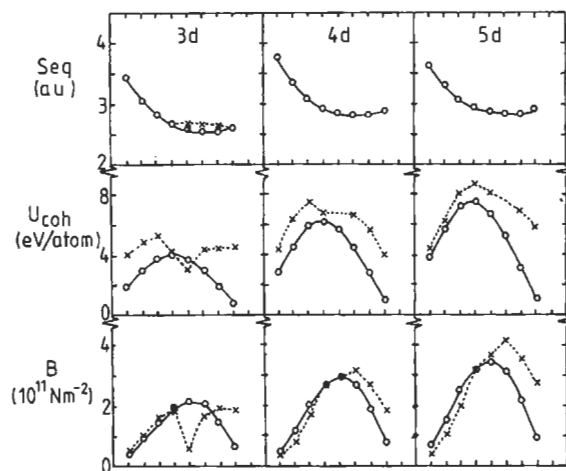 3d 4d 5d
4
Seq
(au)
3
2
8
Ucoh
(eV/atom)
4
0
4
B
(10¹¹ Nm⁻²)
2
0